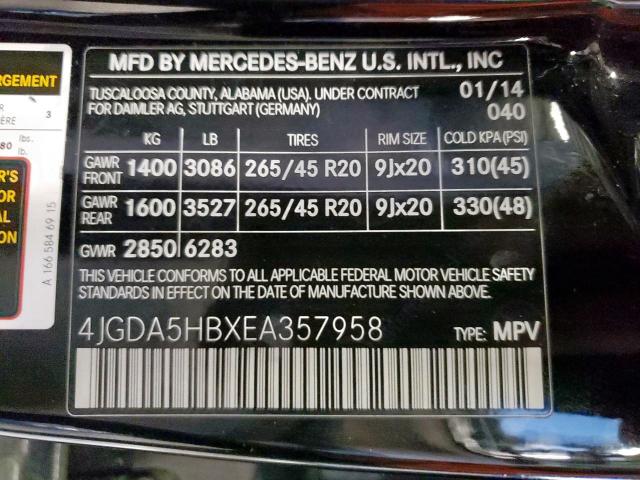 MFD BY MERCEDES-BENZ U.S. INTL., INC
TUSCALOOSA COUNTY, ALABAMA (USA). UNDER CONTRACT 01/14
FOR DAIMLER AG, STUTTGART (GERMANY) 040
KG LB TIRES RIM SIZE COLD KPA(PSI)
GAWR FRONT 1400 3086 265/45 R20 9Jx20 310(45)
GAWR REAR 1600 3527 265/45 R20 9Jx20 330(48)
GVWR 2850 6283
THIS VEHICLE CONFORMS TO ALL APPLICABLE FEDERAL MOTOR VEHICLE SAFETY
STANDARDS IN EFFECT ON THE DATE OF MANUFACTURE SHOWN ABOVE.
4JGDA5HBXEA357958 TYPE: MPV
3
lbs.
kg.
A 166 584 69 15